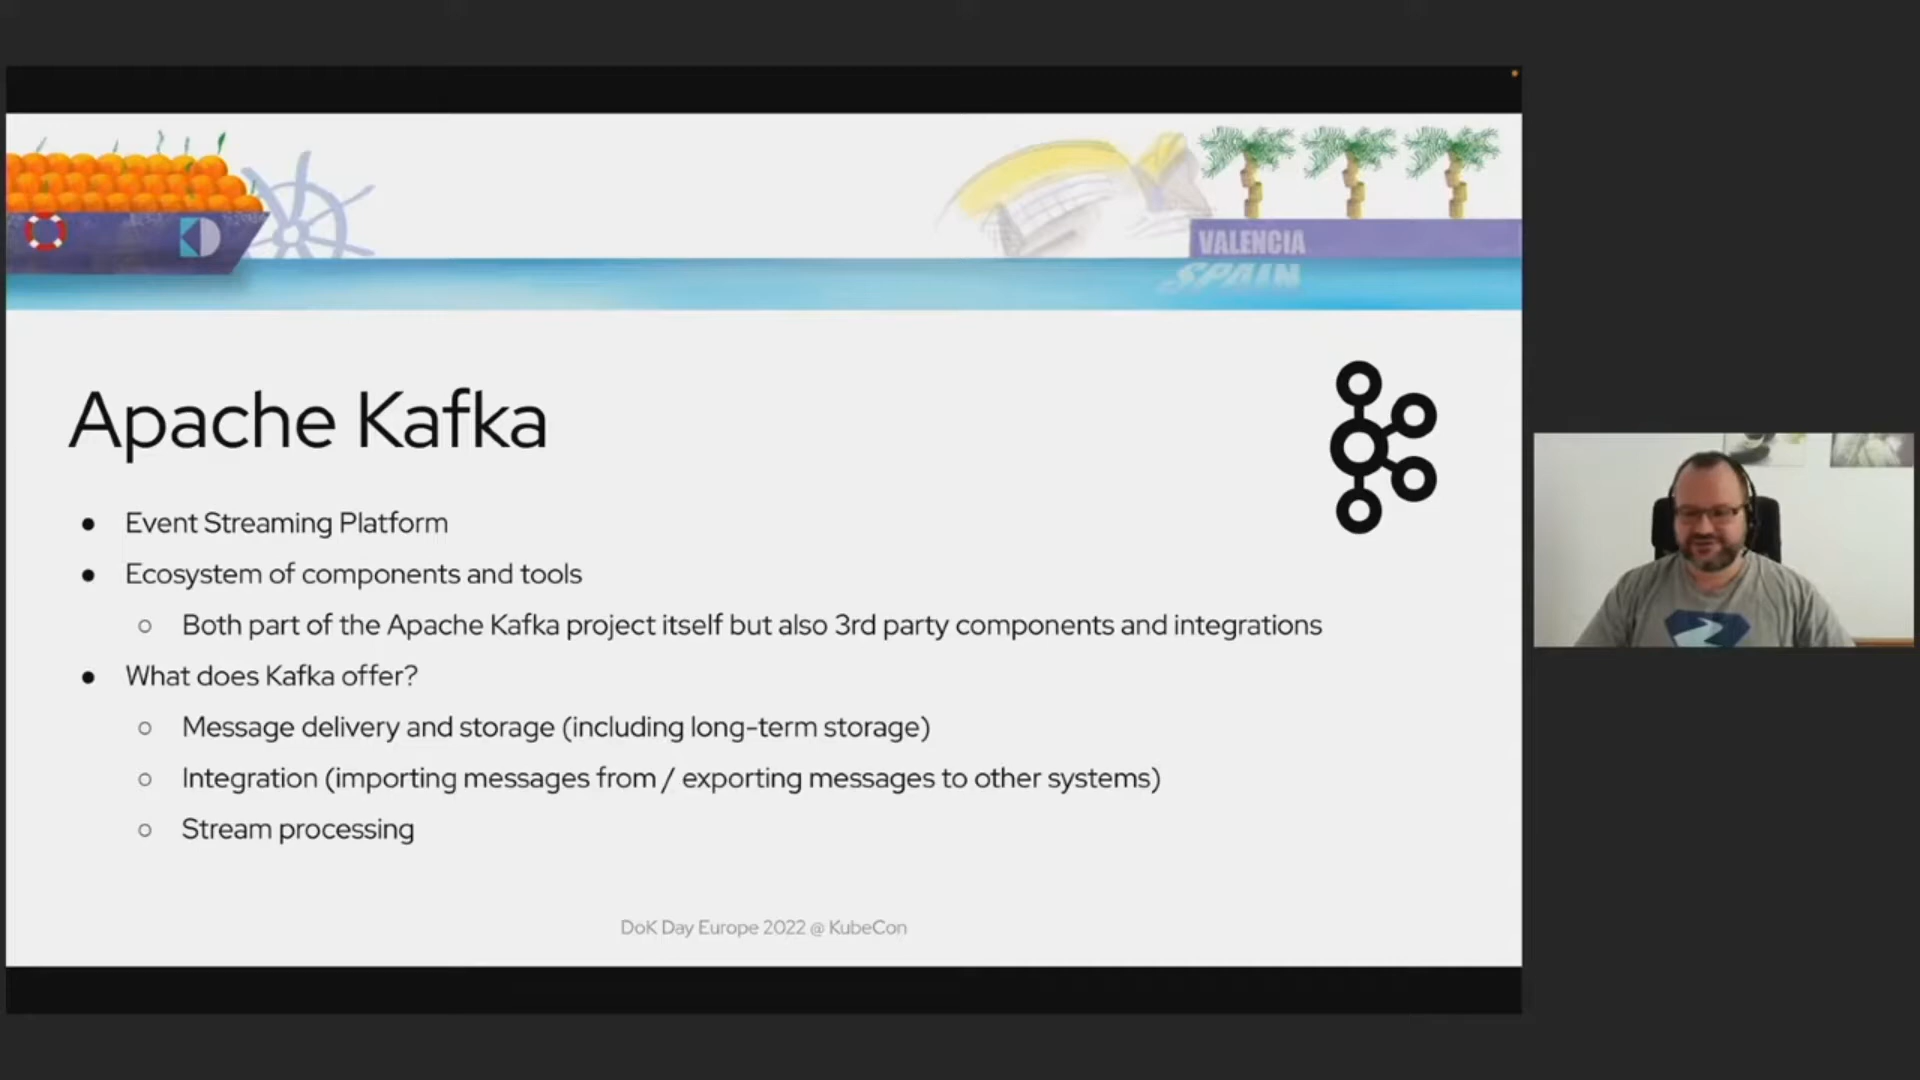 VALENCIA
SPAIN
Apache Kafka
● Event Streaming Platform
● Ecosystem of components and tools
○ Both part of the Apache Kafka project itself but also 3rd party components and integrations
● What does Kafka offer?
○ Message delivery and storage (including long-term storage)
○ Integration (importing messages from / exporting messages to other systems)
○ Stream processing
DoK Day Europe 2022 @ KubeCon